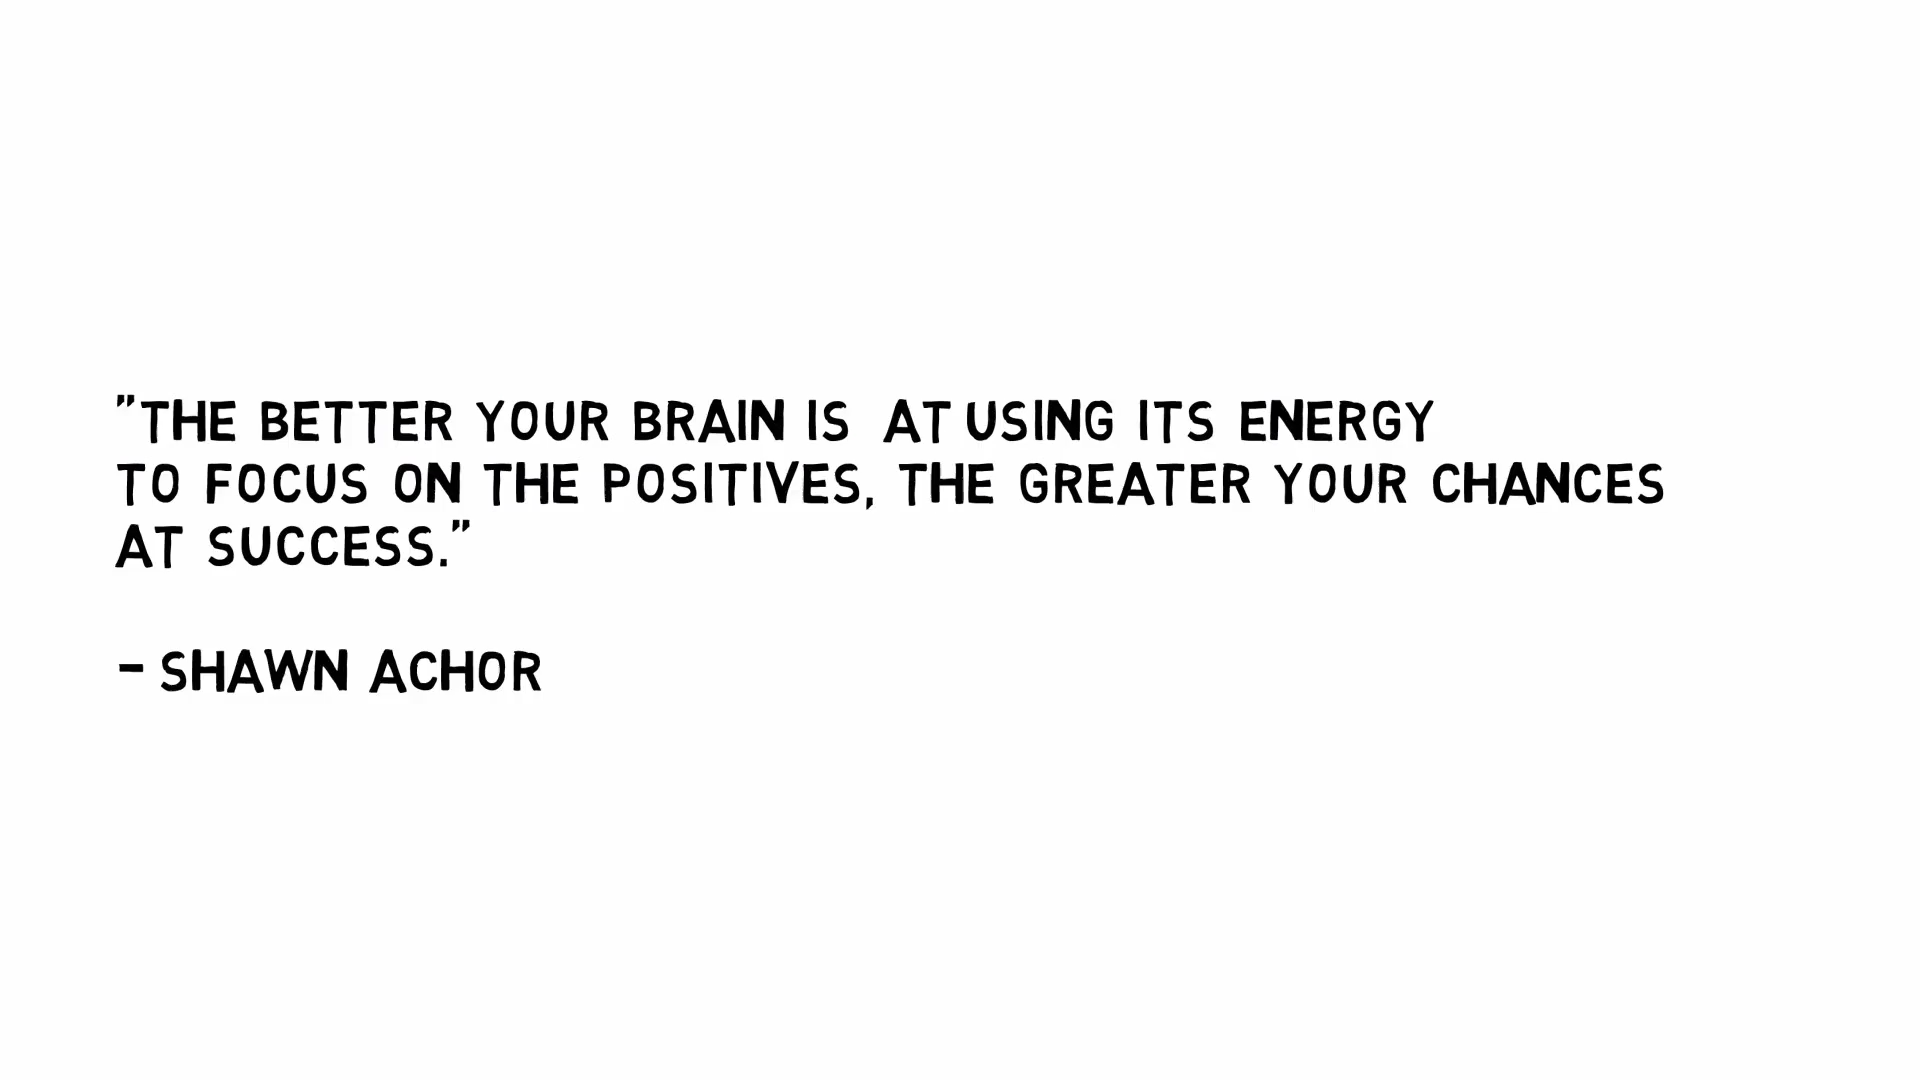 "THE BETTER YOUR BRAIN IS AT USING ITS ENERGY
TO FOCUS ON THE POSITIVES, THE GREATER YOUR CHANCES
AT SUCCESS."
- SHAWN ACHOR